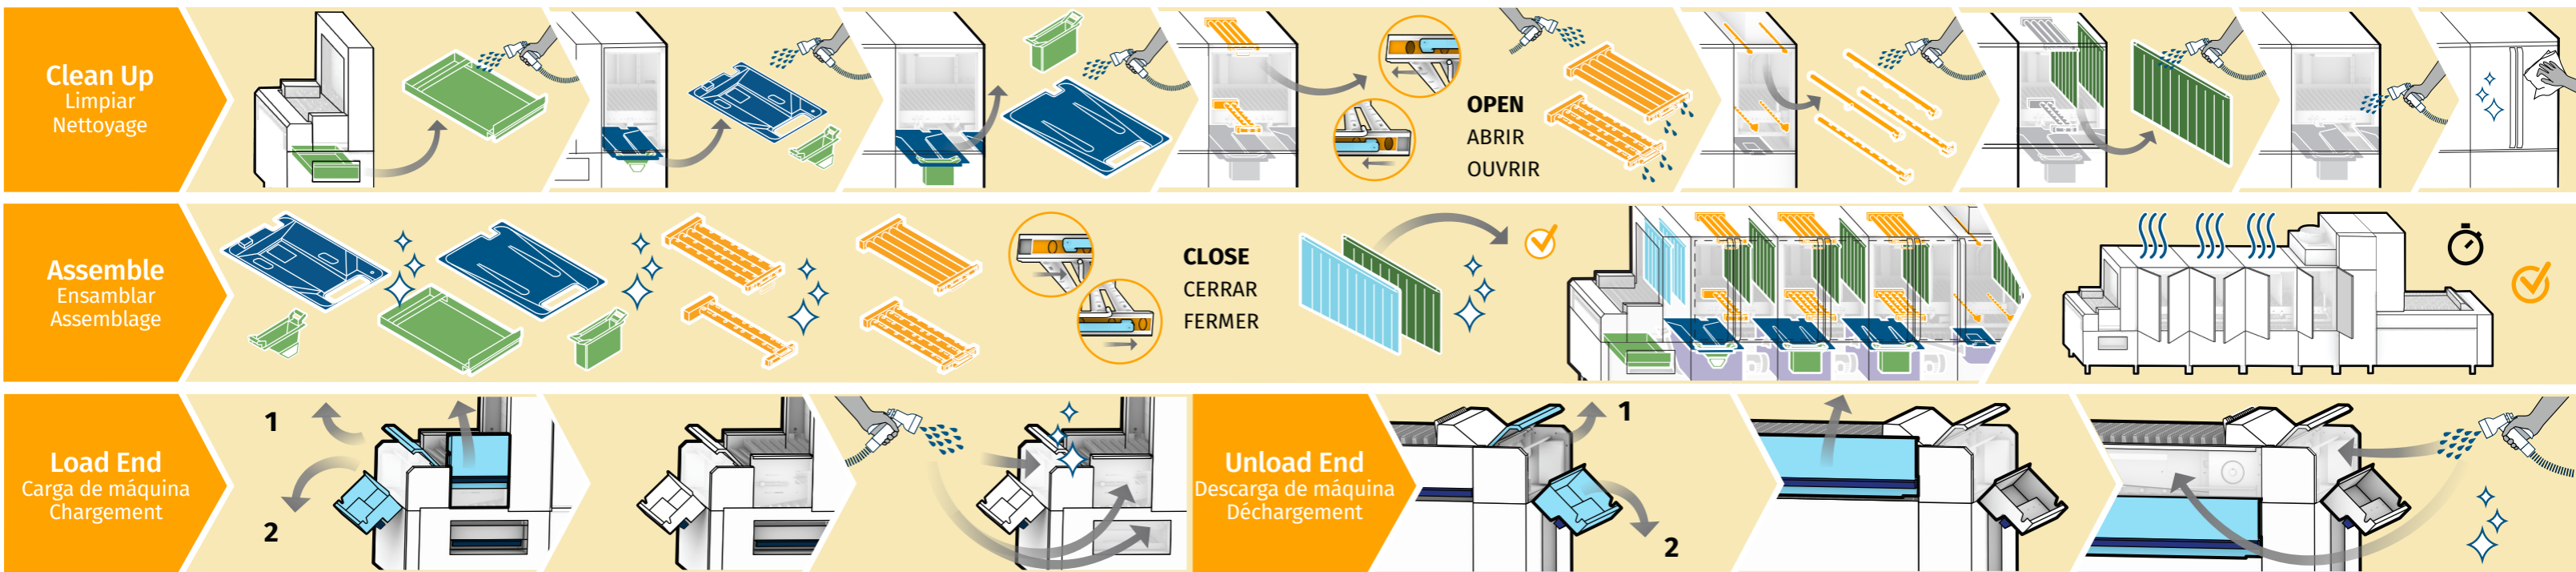 Clean Up
Limpiar
Nettoyage
OPEN
ABRIR
OUVRIR
Assemble
Ensamblar
Assemblage
CLOSE
CERRAR
FERMER
Load End
Carga de máquina
Chargement
1
2
Unload End
Descarga de máquina
Déchargement
1
2